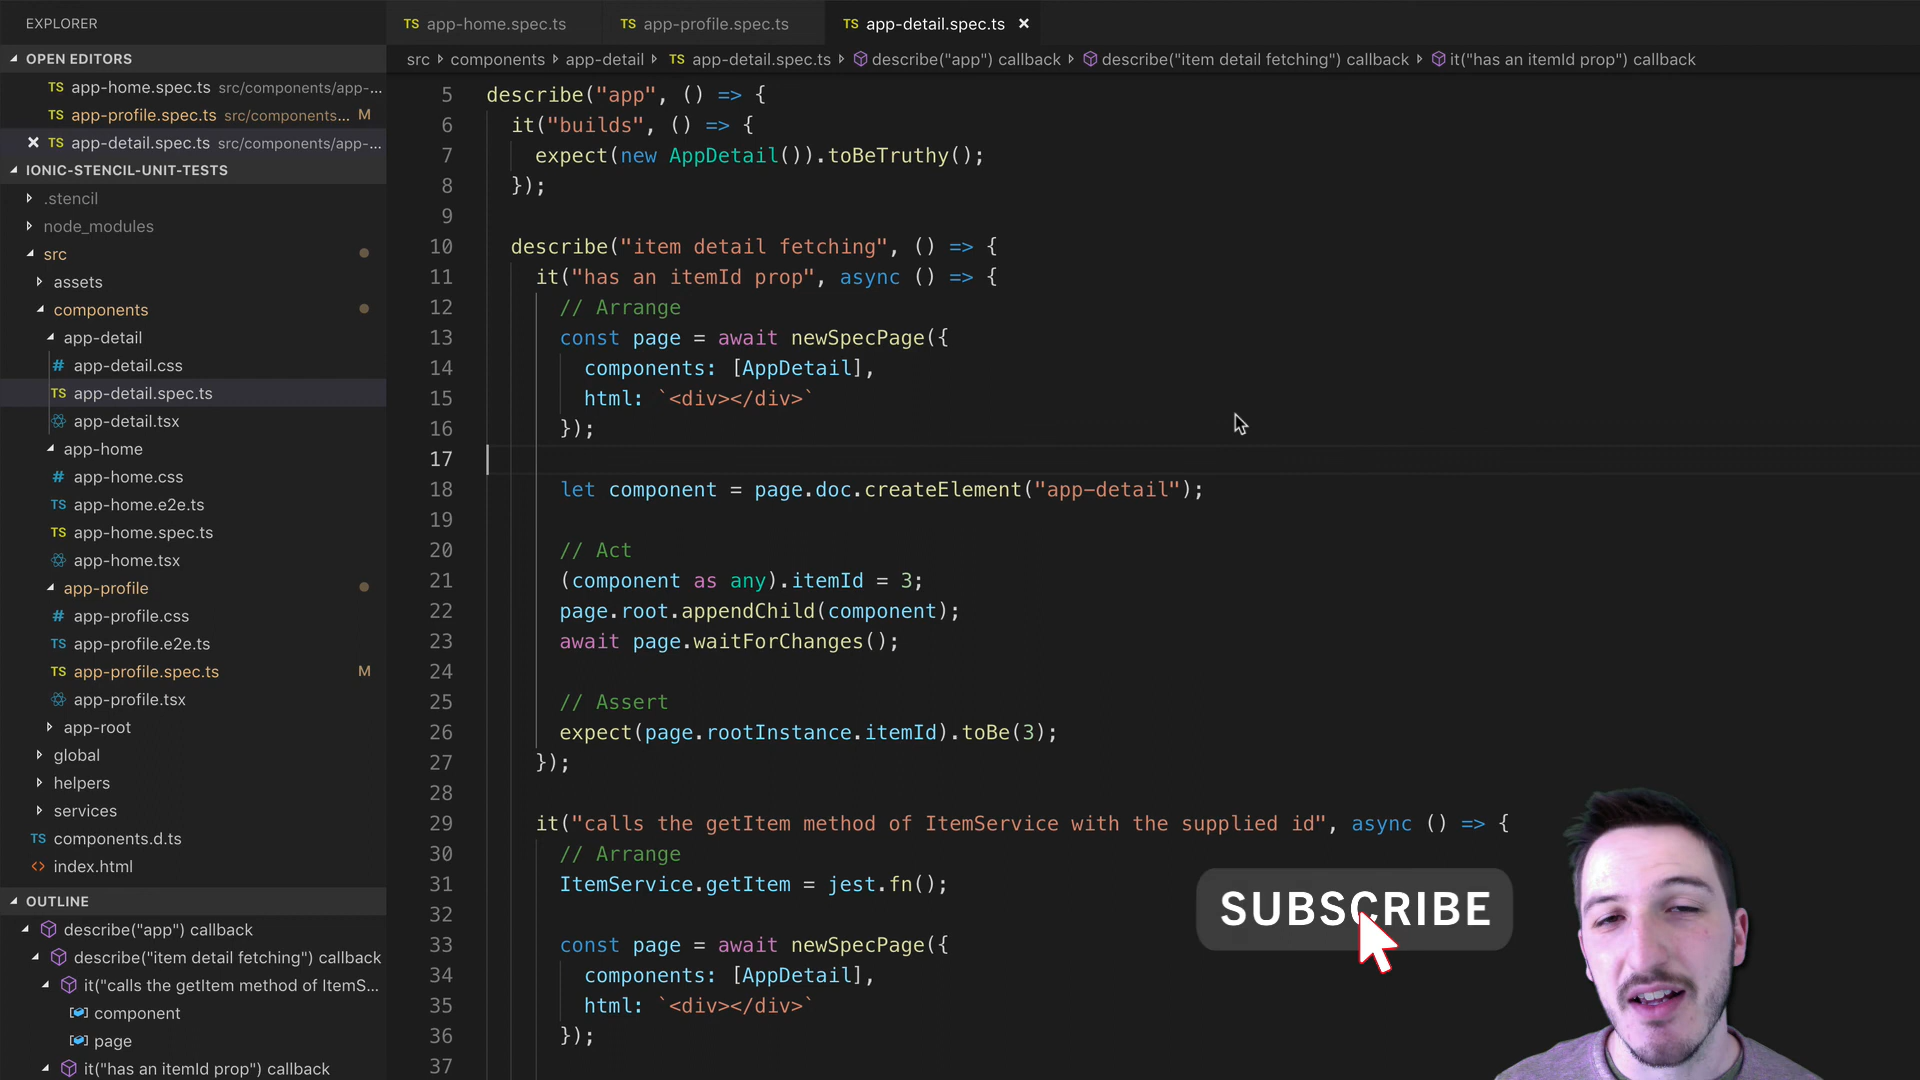 EXPLORER
OPEN EDITORS
TS app-home.spec.ts src/components/app-...
TS app-profile.spec.ts src/components... M
TS app-detail.spec.ts src/components/app-...
IONIC-STENCIL-UNIT-TESTS
.stencil
node_modules
src
assets
components
app-detail
# app-detail.css
TS app-detail.spec.ts
app-detail.tsx
app-home
# app-home.css
TS app-home.e2e.ts
TS app-home.spec.ts
app-home.tsx
app-profile
# app-profile.css
TS app-profile.e2e.ts
TS app-profile.spec.ts M
app-profile.tsx
app-root
global
helpers
services
TS components.d.ts
<> index.html
OUTLINE
describe("app") callback
describe("item detail fetching") callback
it("calls the getItem method of ItemS...
component
page
it("has an itemId prop") callback
TS app-home.spec.ts TS app-profile.spec.ts TS app-detail.spec.ts
src components app-detail TS app-detail.spec.ts describe("app") callback describe("item detail fetching") callback it("has an itemId prop") callback
5 describe("app", () => {
6 it("builds", () => {
7 expect(new AppDetail()).toBeTruthy();
8 });
9
10 describe("item detail fetching", () => {
11 it("has an itemId prop", async () => {
12 // Arrange
13 const page = await newSpecPage({
14 components: [AppDetail],
15 html: `<div></div>`
16 });
17
18 let component = page.doc.createElement("app-detail");
19
20 // Act
21 (component as any).itemId = 3;
22 page.root.appendChild(component);
23 await page.waitForChanges();
24
25 // Assert
26 expect(page.rootInstance.itemId).toBe(3);
27 });
28
29 it("calls the getItem method of ItemService with the supplied id", async () => {
30 // Arrange
31 ItemService.getItem = jest.fn();
32
33 const page = await newSpecPage({
34 components: [AppDetail],
35 html: `<div></div>`
36 });
37
SUBSCRIBE